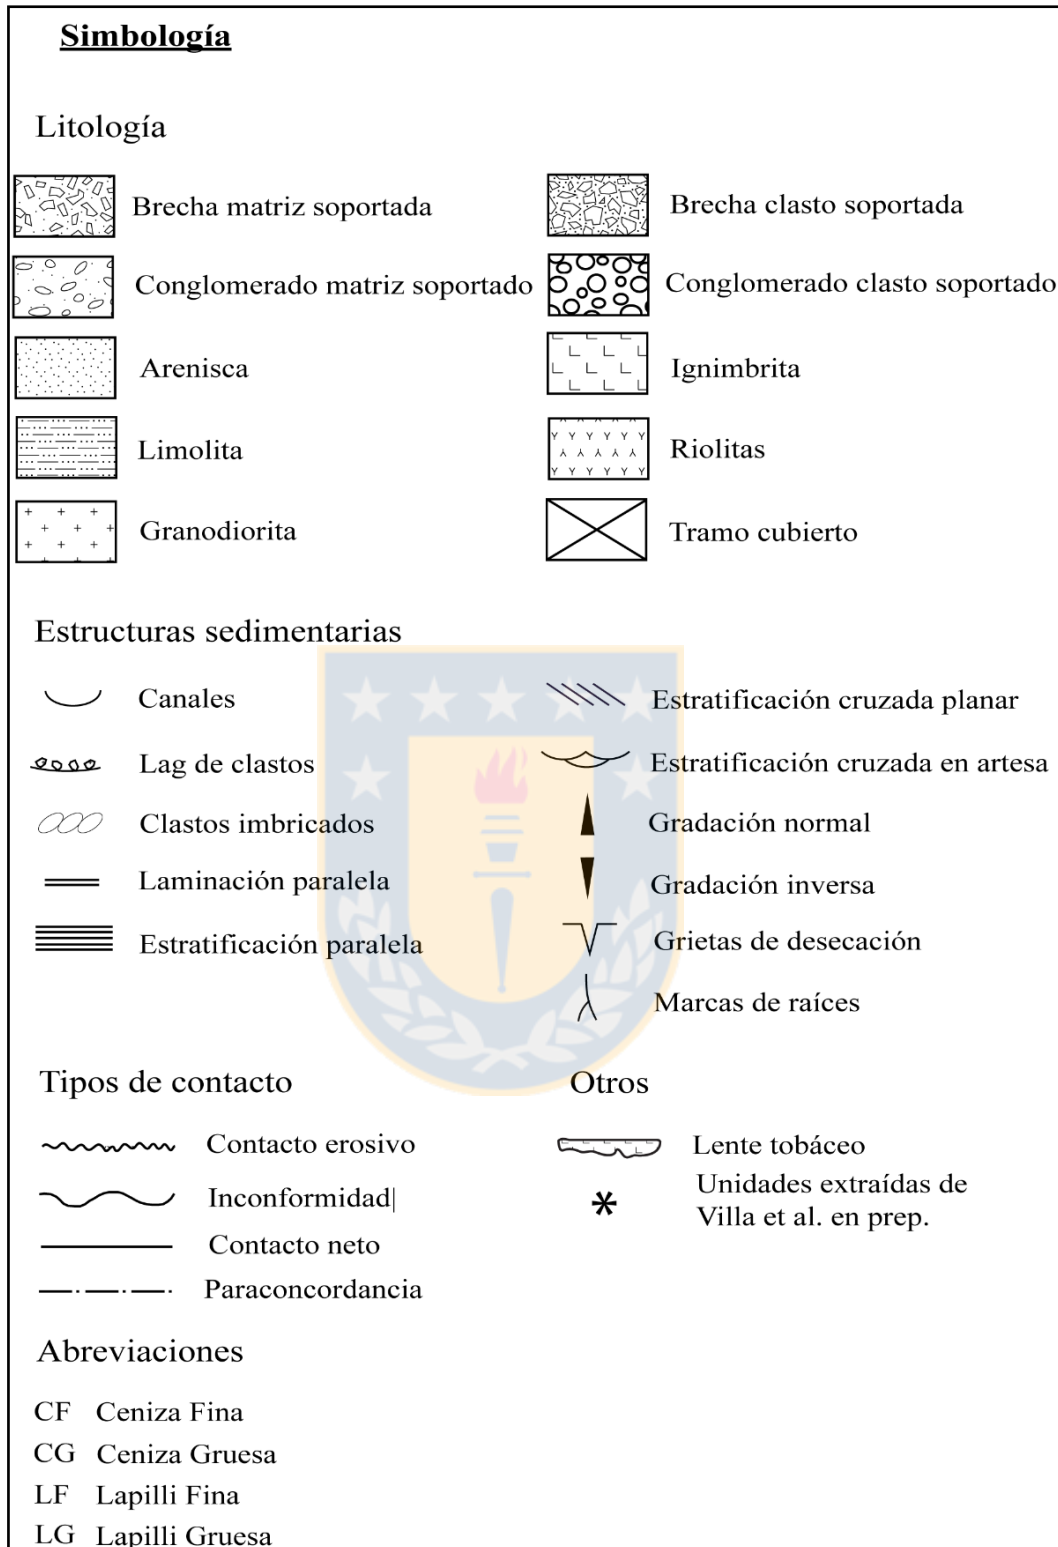 Simbología
Litología
Brecha matriz soportada
Brecha clasto soportada
Conglomerado matriz soportado
Conglomerado clasto soportado
Arenisca
Ignimbrita
Limolita
Riolitas
Granodiorita
Tramo cubierto
Estructuras sedimentarias
Canales
Estratificación cruzada planar
Lag de clastos
Estratificación cruzada en artesa
Clastos imbricados
Gradación normal
Laminación paralela
Gradación inversa
Estratificación paralela
Grietas de desecación
Marcas de raíces
Tipos de contacto
Contacto erosivo
Inconformidad|
Contacto neto
Paraconcordancia
Otros
Lente tobáceo
* Unidades extraídas de
Villa et al. en prep.
Abreviaciones
CF Ceniza Fina
CG Ceniza Gruesa
LF Lapilli Fina
LG Lapilli Gruesa